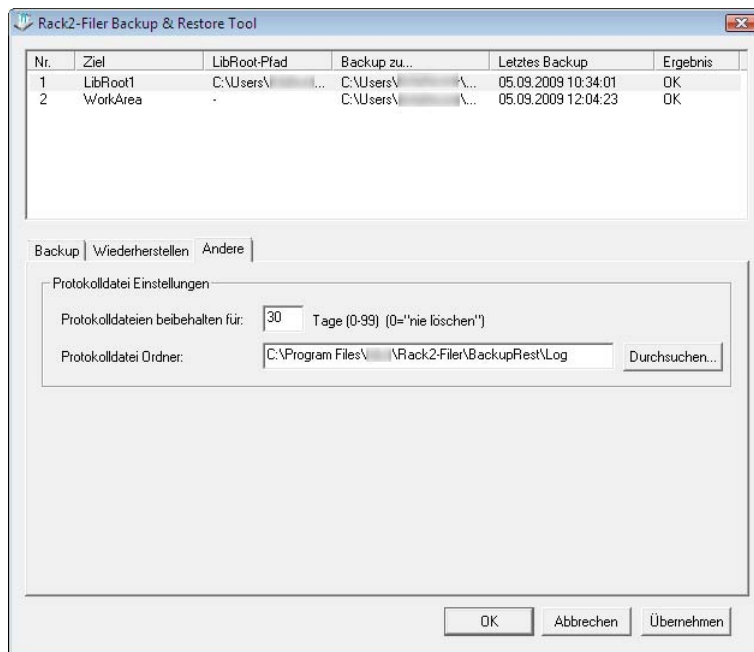 Rack2-Filer Backup & Restore Tool
Nr. Ziel LibRoot-Pfad Backup zu... Letztes Backup Ergebnis
1 LibRoot1 C:\Users\ ... C:\Users\ \... 05.09.2009 10:34:01 OK
2 WorkArea - C:\Users\ \... 05.09.2009 12:04:23 OK
Backup Wiederherstellen Andere
Protokolldatei Einstellungen
Protokolldateien beibehalten für: 30 Tage (0-99) (0="nie löschen")
Protokolldatei Ordner: C:\Program Files\ \Rack2-Filer\BackupRest\Log Durchsuchen...
OK Abbrechen Übernehmen